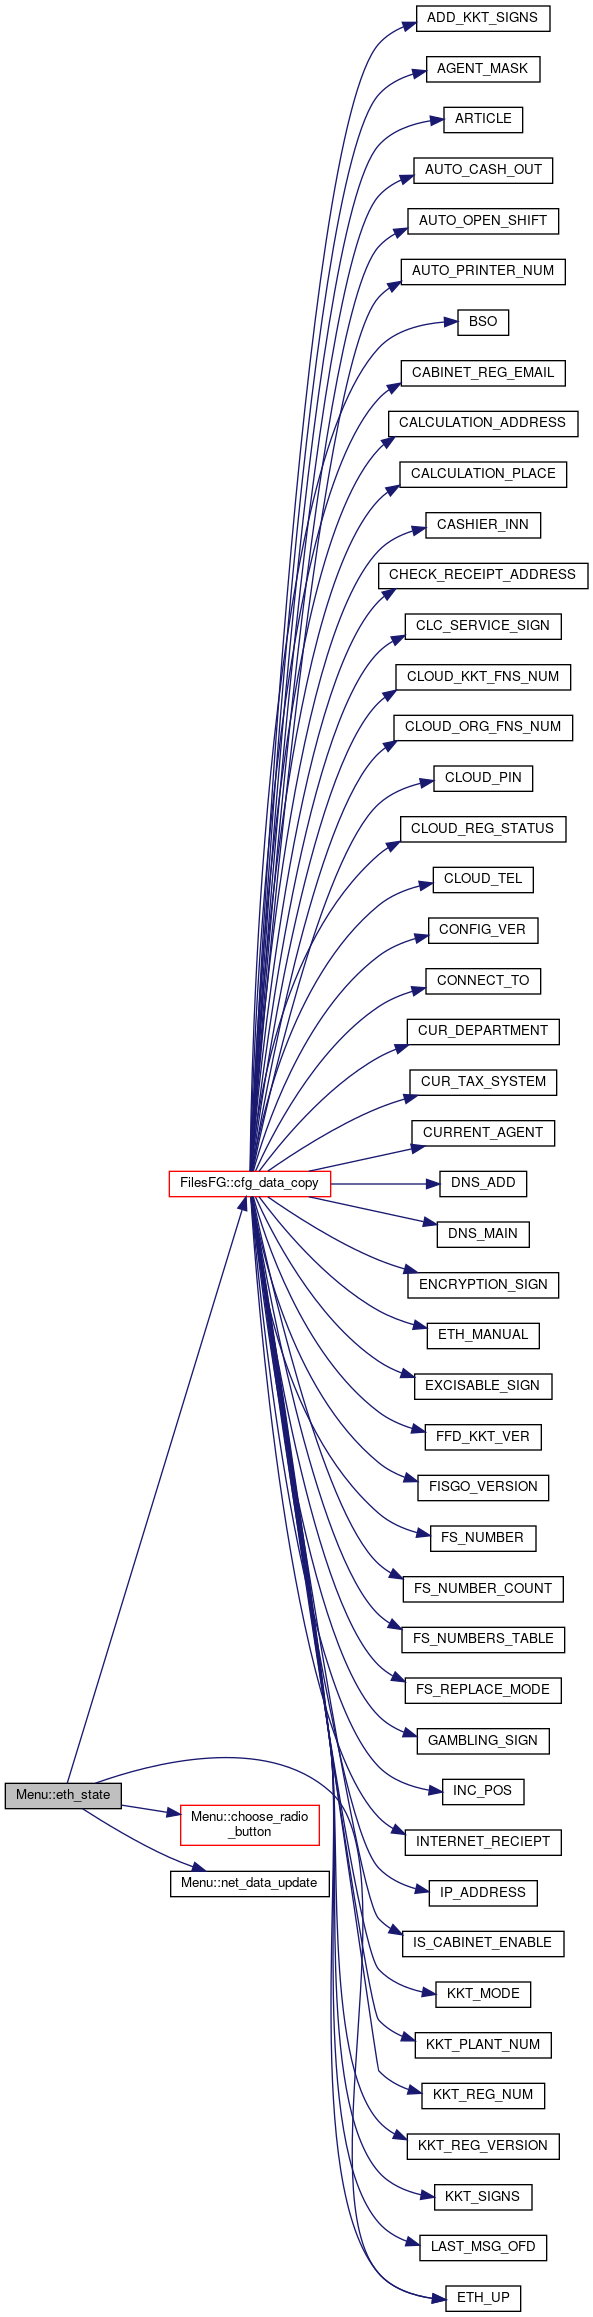 ADD_KKT_SIGNS
AGENT_MASK
ARTICLE
AUTO_CASH_OUT
AUTO_OPEN_SHIFT
AUTO_PRINTER_NUM
BSO
CABINET_REG_EMAIL
CALCULATION_ADDRESS
CALCULATION_PLACE
CASHIER_INN
CHECK_RECEIPT_ADDRESS
CLC_SERVICE_SIGN
CLOUD_KKT_FNS_NUM
CLOUD_ORG_FNS_NUM
CLOUD_PIN
CLOUD_REG_STATUS
CLOUD_TEL
CONFIG_VER
CONNECT_TO
CUR_DEPARTMENT
CUR_TAX_SYSTEM
CURRENT_AGENT
FilesFG::cfg_data_copy
DNS_ADD
DNS_MAIN
ENCRYPTION_SIGN
ETH_MANUAL
EXCISABLE_SIGN
FFD_KKT_VER
FISGO_VERSION
FS_NUMBER
FS_NUMBER_COUNT
FS_NUMBERS_TABLE
FS_REPLACE_MODE
GAMBLING_SIGN
INC_POS
Menu::eth_state
Menu::choose_radio
_button
INTERNET_RECIEPT
Menu::net_data_update
IP_ADDRESS
IS_CABINET_ENABLE
KKT_MODE
KKT_PLANT_NUM
KKT_REG_NUM
KKT_REG_VERSION
KKT_SIGNS
LAST_MSG_OFD
ETH_UP